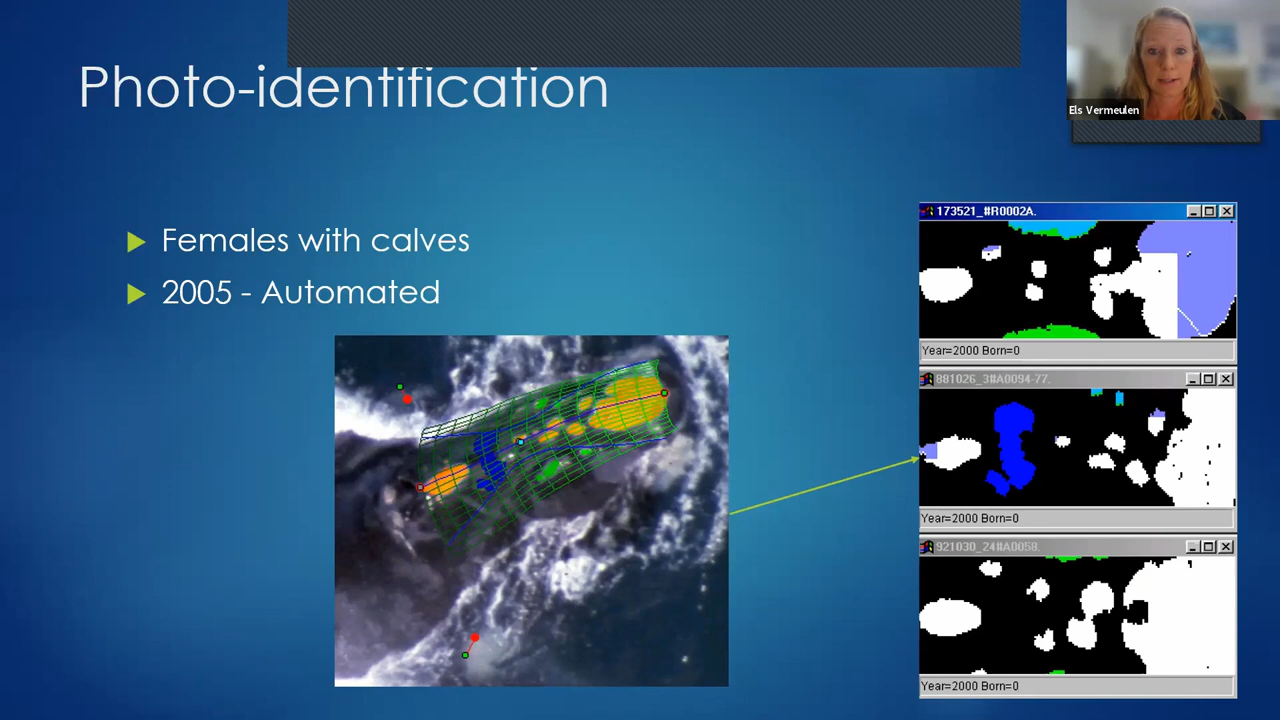 Photo-identification
Els Vermeulen
Females with calves
2005 - Automated
173521_#R0002A.
Year=2000 Born=0
881026_3#A0094-77.
Year=2000 Born=0
921030_24#A0058.
Year=2000 Born=0